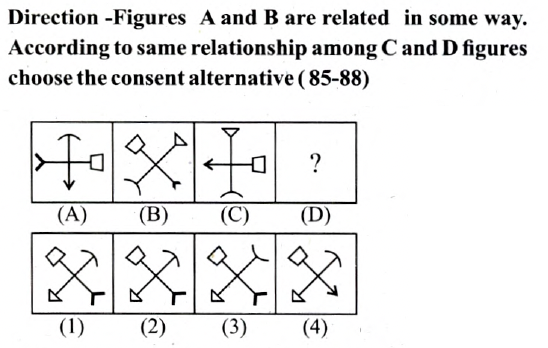 Direction -Figures A and B are related in some way.
According to same relationship among C and D figures
choose the consent alternative ( 85-88)
?
(A) (B) (C) (D)
(1) (2) (3) (4)